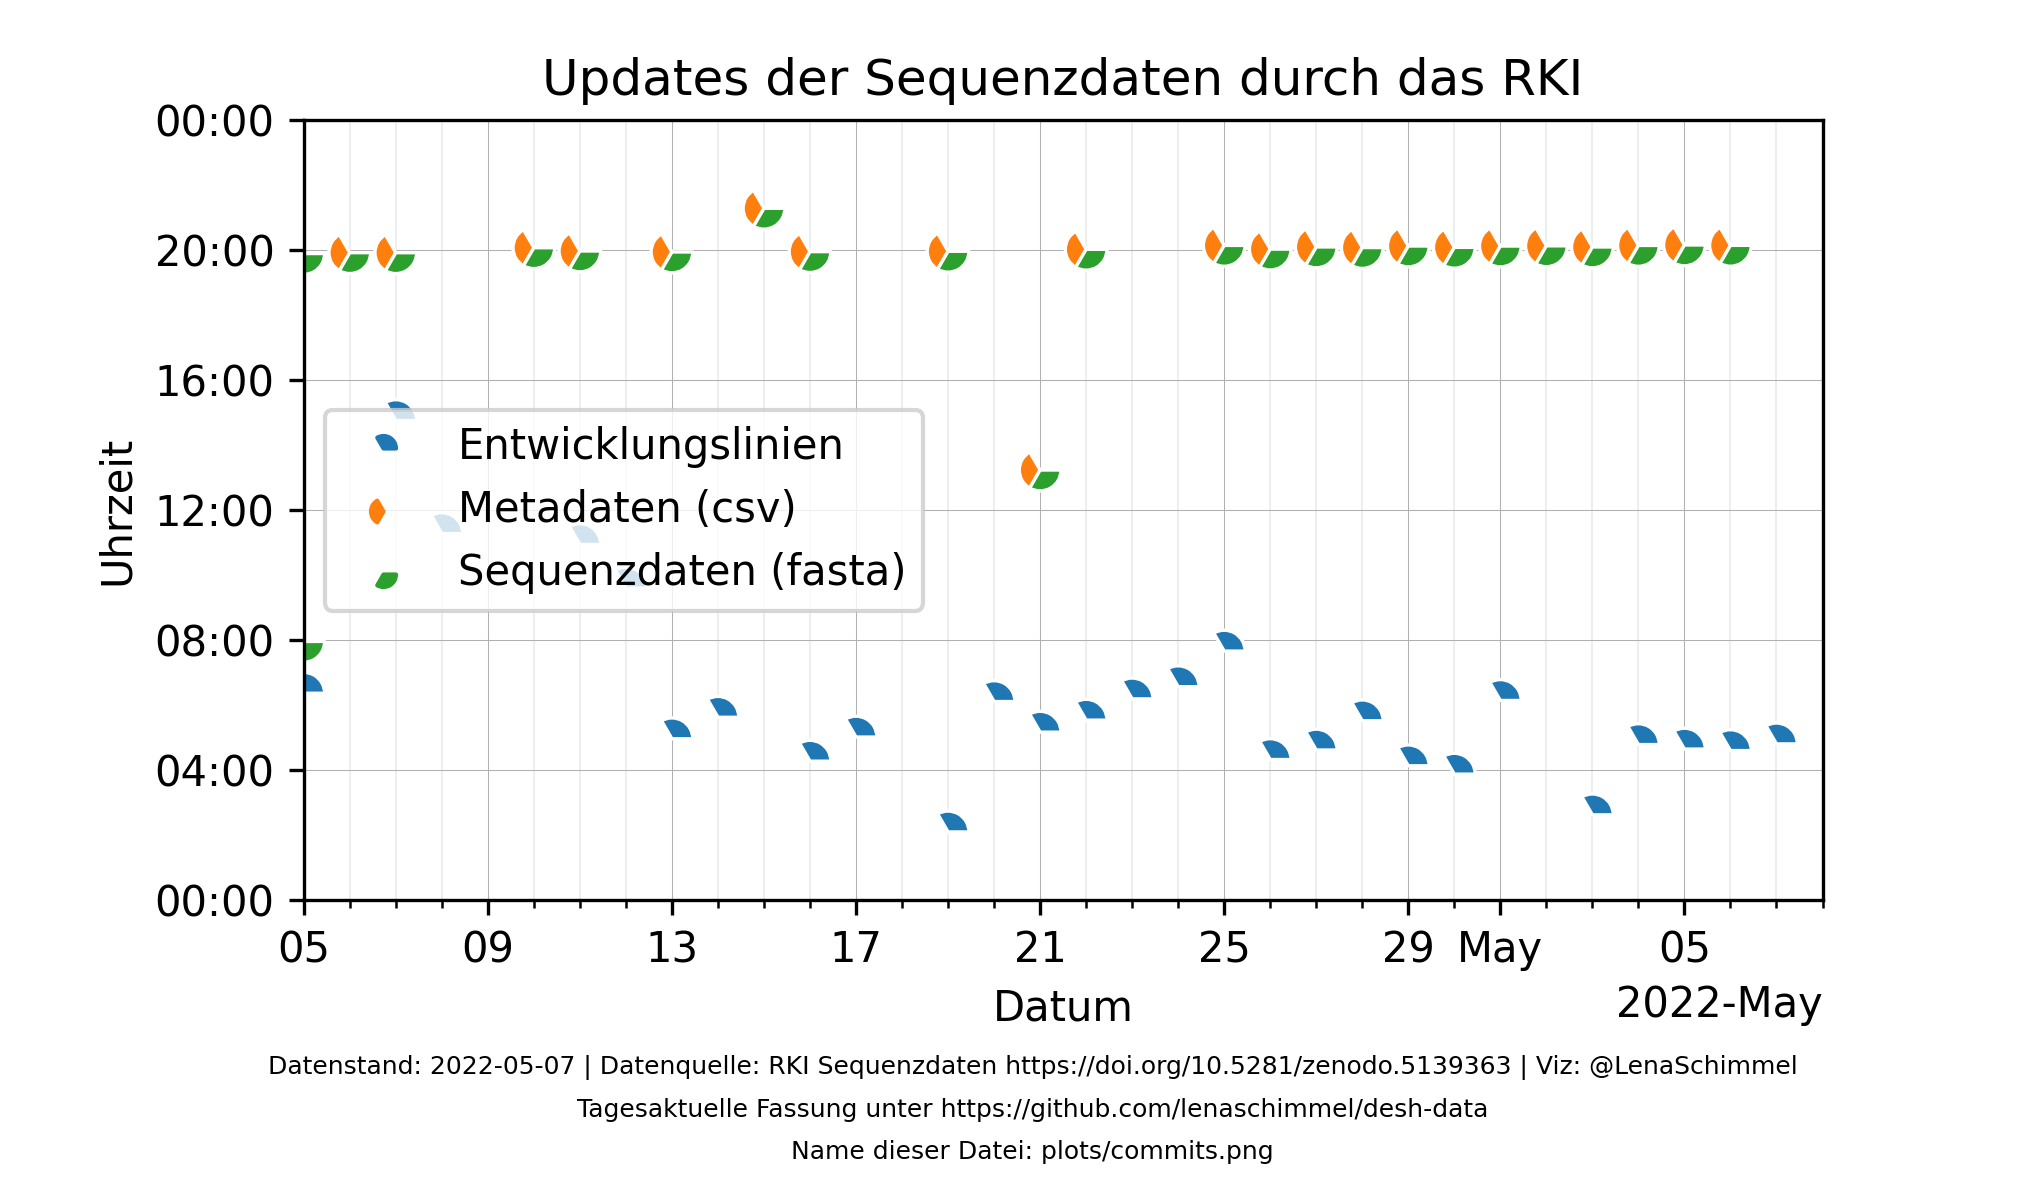 Updates der Sequenzdaten durch das RKI
00:00
20:00
16:00
12:00
08:00
04:00
00:00
Uhrzeit
Entwicklungslinien
Metadaten (csv)
Sequenzdaten (fasta)
05 09 13 17 21 25 29 May 05
Datum
2022-May
Datenstand: 2022-05-07 | Datenquelle: RKI Sequenzdaten https://doi.org/10.5281/zenodo.5139363 | Viz: @LenaSchimmel
Tagesaktuelle Fassung unter https://github.com/lenaschimmel/desh-data
Name dieser Datei: plots/commits.png